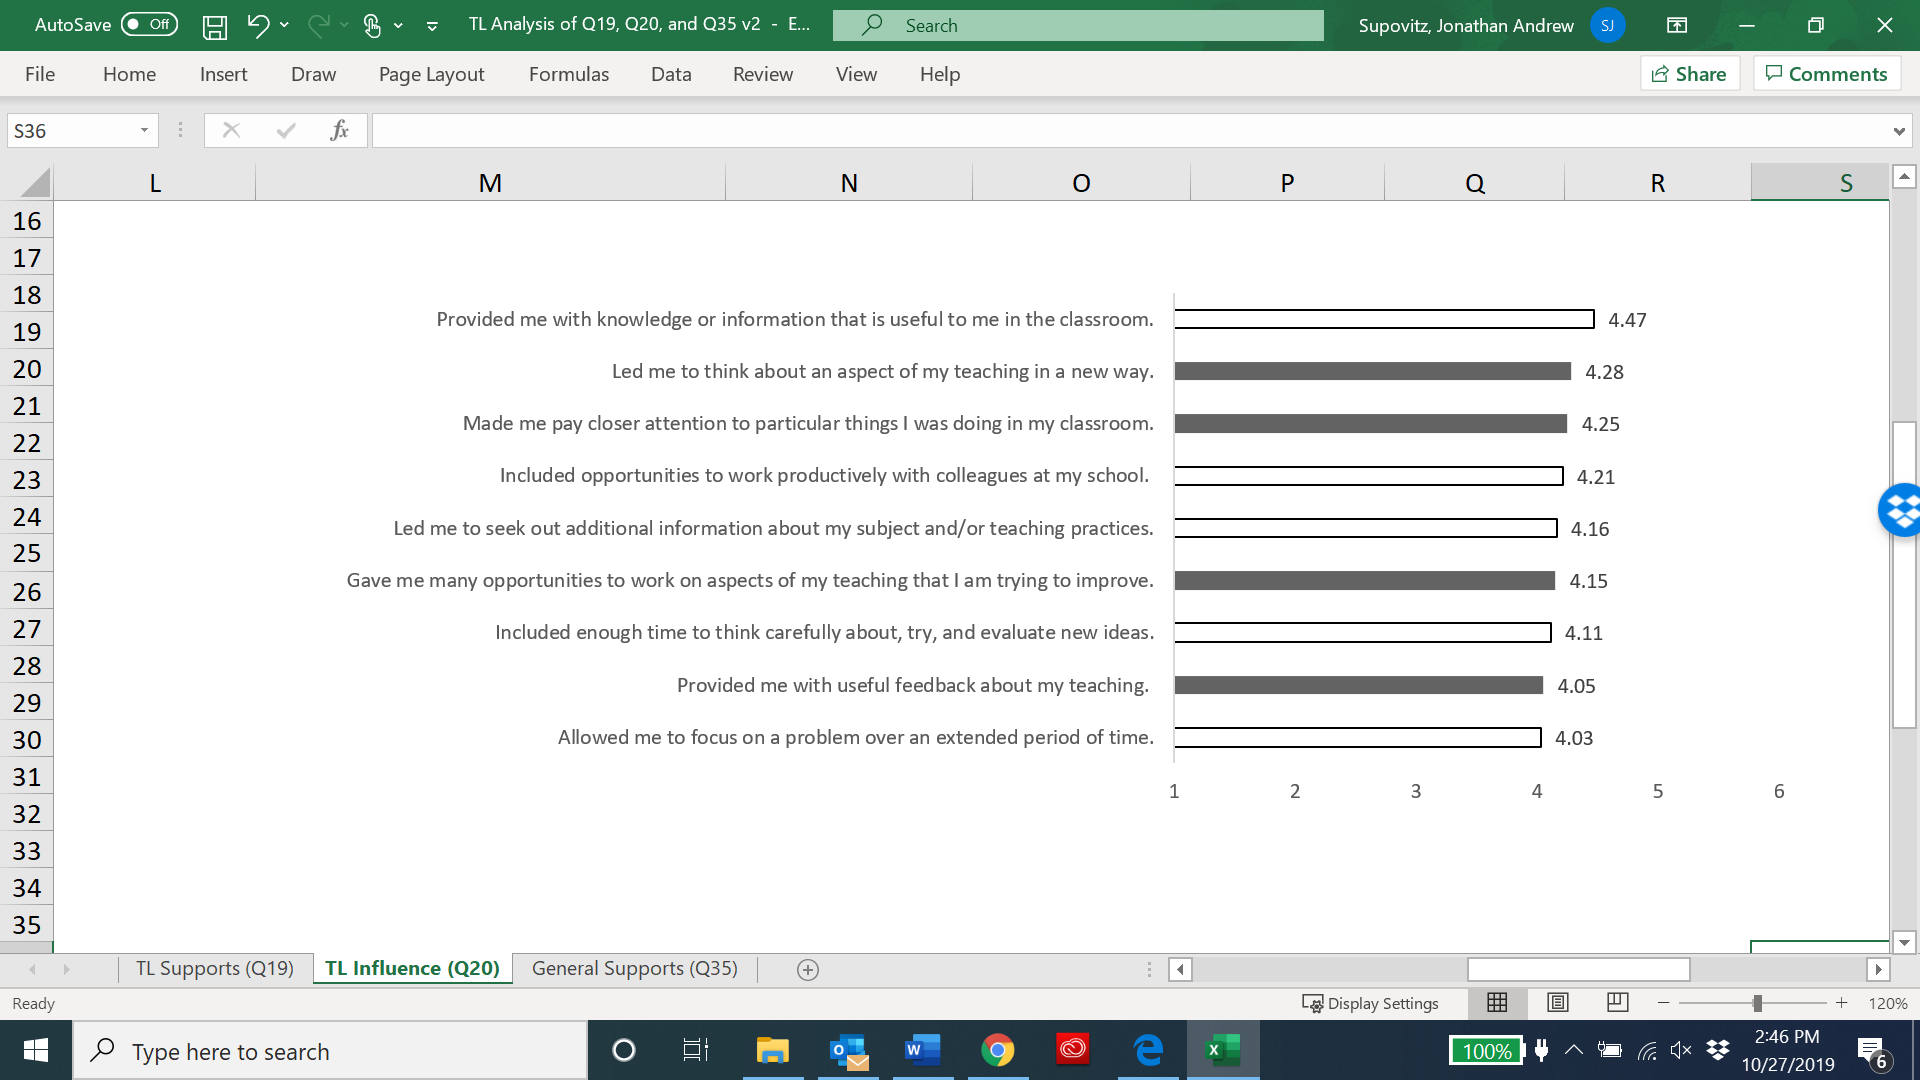 AutoSave Off TL Analysis of Q19, Q20, and Q35 v2 - E... Search Supovitz, Jonathan Andrew SJ
File Home Insert Draw Page Layout Formulas Data Review View Help Share Comments
S36 fx
L M N O P Q R S
16
17
18
19
20
21
22
23
24
25
26
27
28
29
30
31
32
33
34
35
Provided me with knowledge or information that is useful to me in the classroom. 4.47
Led me to think about an aspect of my teaching in a new way. 4.28
Made me pay closer attention to particular things I was doing in my classroom. 4.25
Included opportunities to work productively with colleagues at my school. 4.21
Led me to seek out additional information about my subject and/or teaching practices. 4.16
Gave me many opportunities to work on aspects of my teaching that I am trying to improve. 4.15
Included enough time to think carefully about, try, and evaluate new ideas. 4.11
Provided me with useful feedback about my teaching. 4.05
Allowed me to focus on a problem over an extended period of time. 4.03
1 2 3 4 5 6
TL Supports (Q19) TL Influence (Q20) General Supports (Q35)
Ready Display Settings 120%
Type here to search 100% 2:46 PM
10/27/2019 6